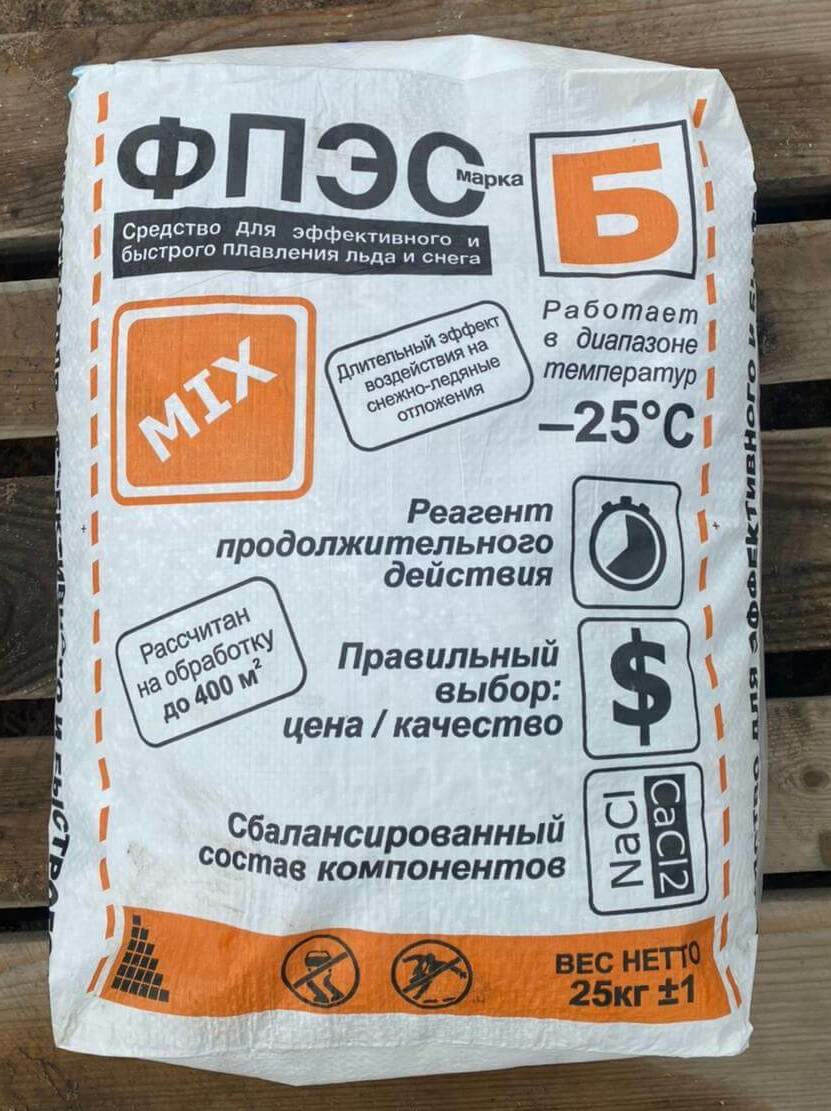 ФПЭС
марка
Б
Средство для эффективного и
быстрого плавления льда и снега
MIX
Длительный эффект
воздействия на
снежно-ледяные
отложения
Работает
в диапазоне
температур
–25°С
Реагент
продолжительного
действия
Рассчитан
на обработку
до 400 м²
Правильный
выбор:
цена / качество
$
Сбалансированный
состав компонентов
NaCl
CaCl2
ВЕС НЕТТО
25кг ±1